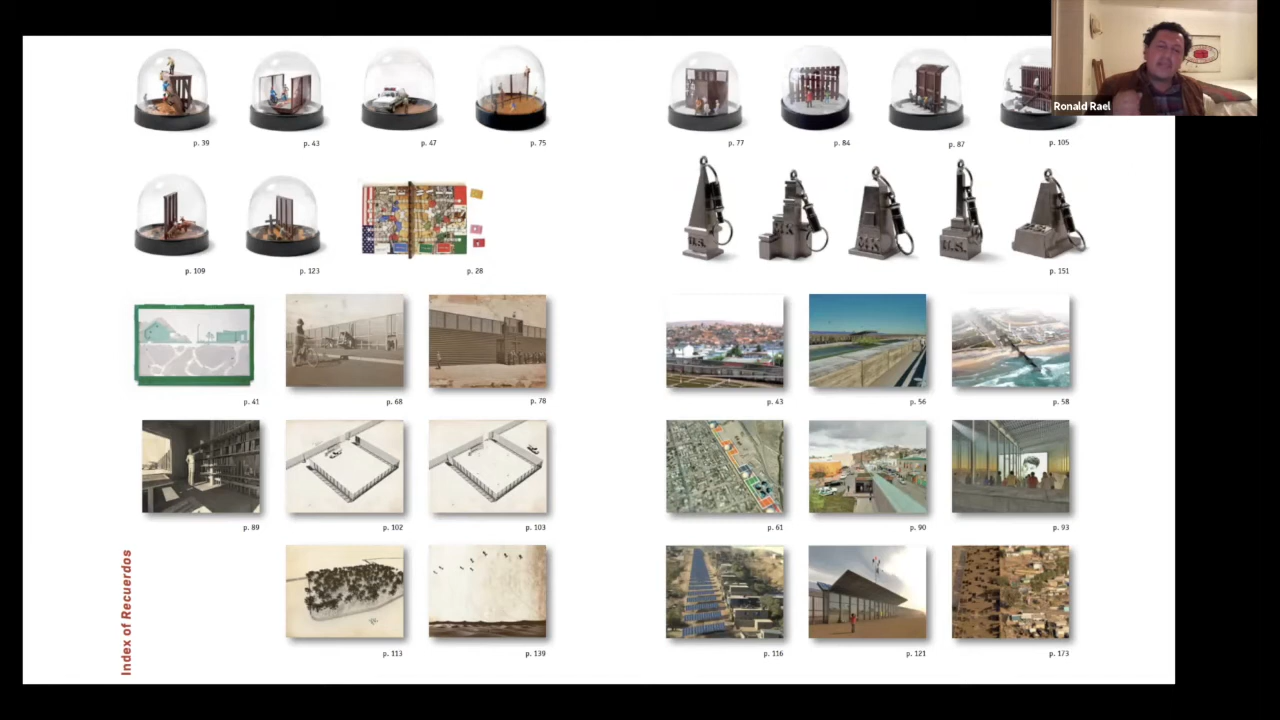 Ronald Rael
p. 39
p. 43
p. 47
p. 75
p. 77
p. 84
p. 87
p. 105
p. 109
p. 123
p. 28
U.S.
U.S.
p. 151
p. 41
p. 68
p. 78
p. 43
p. 56
p. 58
p. 89
p. 102
p. 103
p. 61
p. 90
p. 93
Index of Recuerdos
p. 113
p. 139
p. 116
p. 121
p. 173